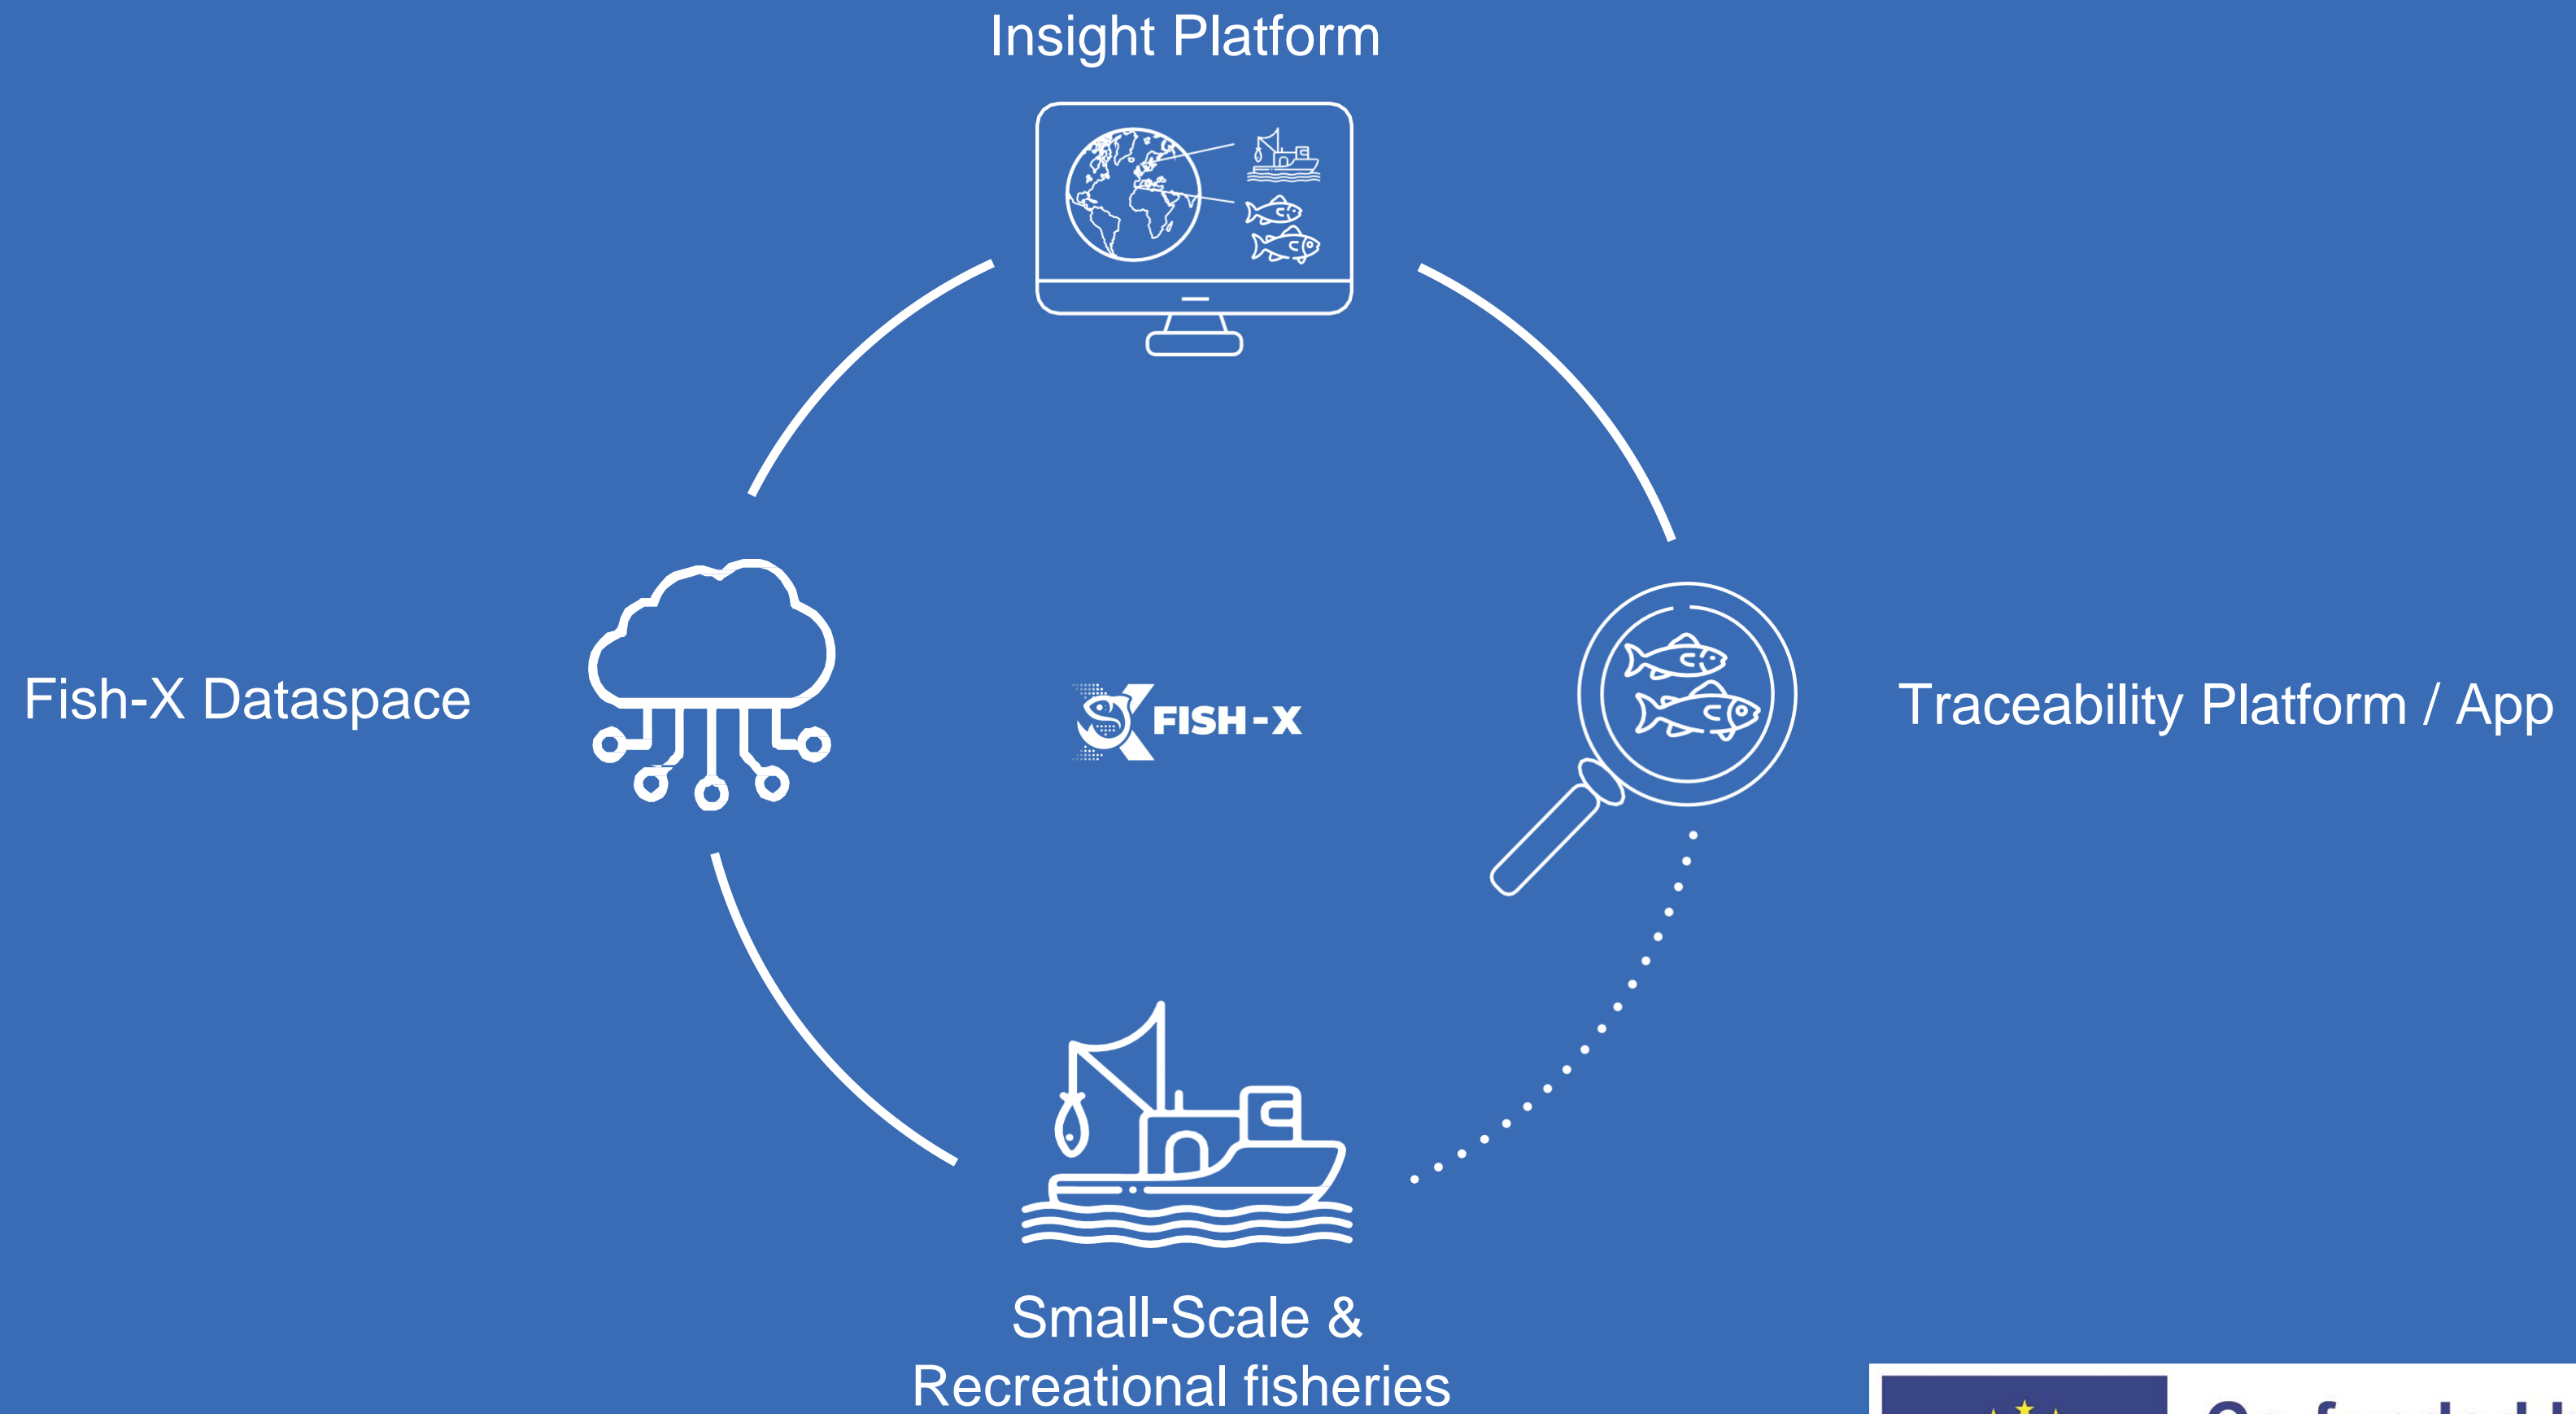 Insight Platform
Fish-X Dataspace
FISH-X
Traceability Platform / App
Small-Scale &
Recreational fisheries